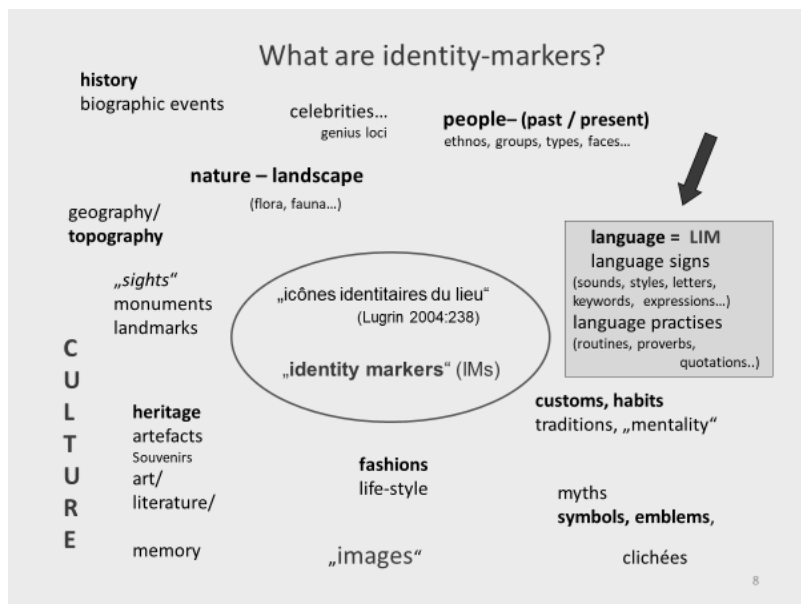 What are identity-markers?
history
biographic events
celebrities…
genius loci
people– (past / present)
ethnos, groups, types, faces…
nature – landscape
(flora, fauna…)
geography/
topography
„sights“
monuments
landmarks
„icônes identitaires du lieu“
(Lugrin 2004:238)
„identity markers“ (IMs)
language = LIM
language signs
(sounds, styles, letters,
keywords, expressions…)
language practises
(routines, proverbs,
quotations..)
CULTURE
heritage
artefacts
Souvenirs
art/
literature/
memory
fashions
life-style
„images“
customs, habits
traditions, „mentality“
myths
symbols, emblems,
clichées
8